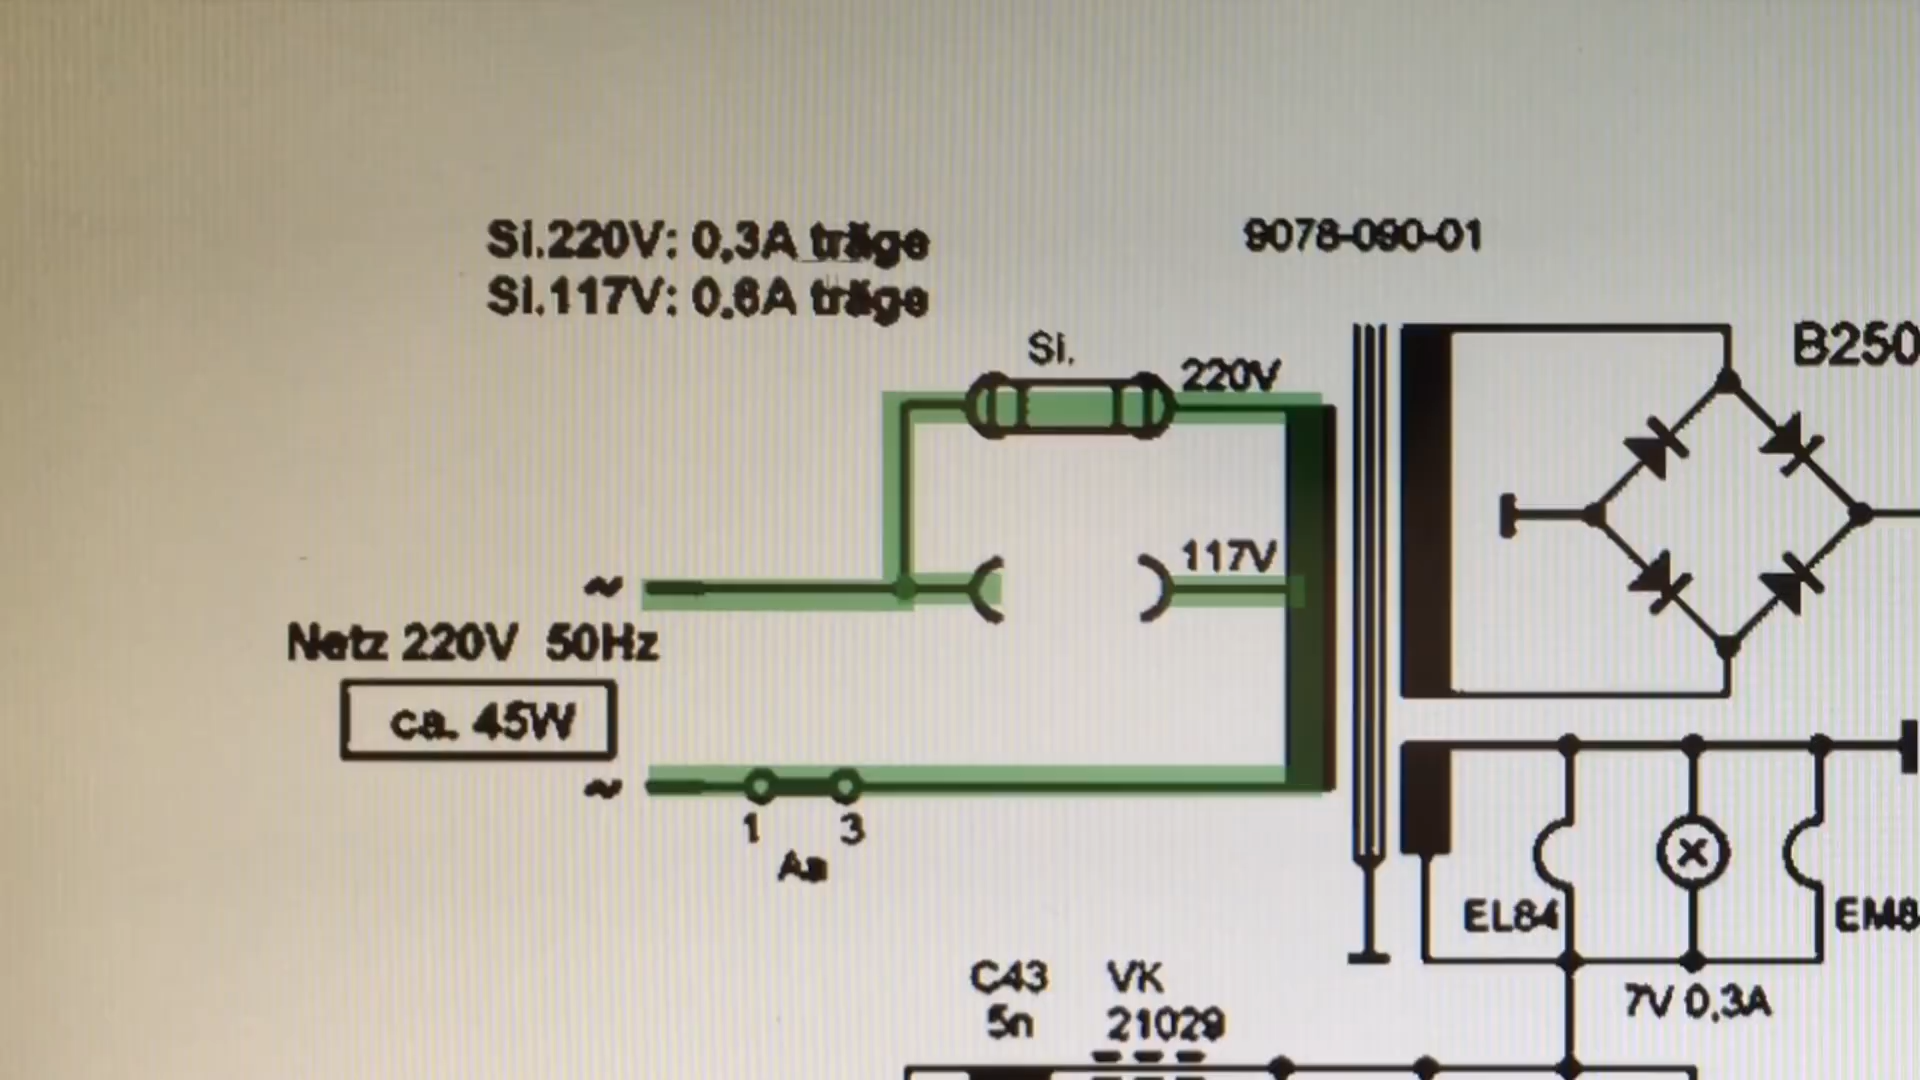 Si.220V: 0,3A träge
9078-090-01
Si.117V: 0.6A träge
Si.
220V
B250
117V
~
Netz 220V 50Hz
ca. 45W
~
1 3
Aa
EL84
EM8
C43
VK
7V 0,3A
5n
21029